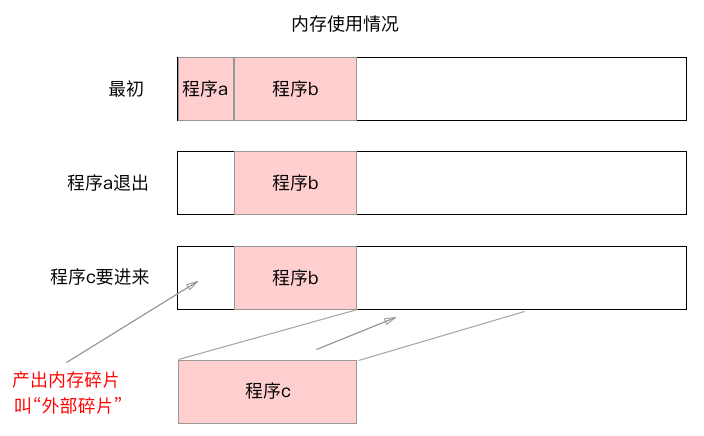 内存使用情况
最初
程序a
程序b
程序a退出
程序b
程序c要进来
程序b
产出内存碎片
叫“外部碎片”
程序c